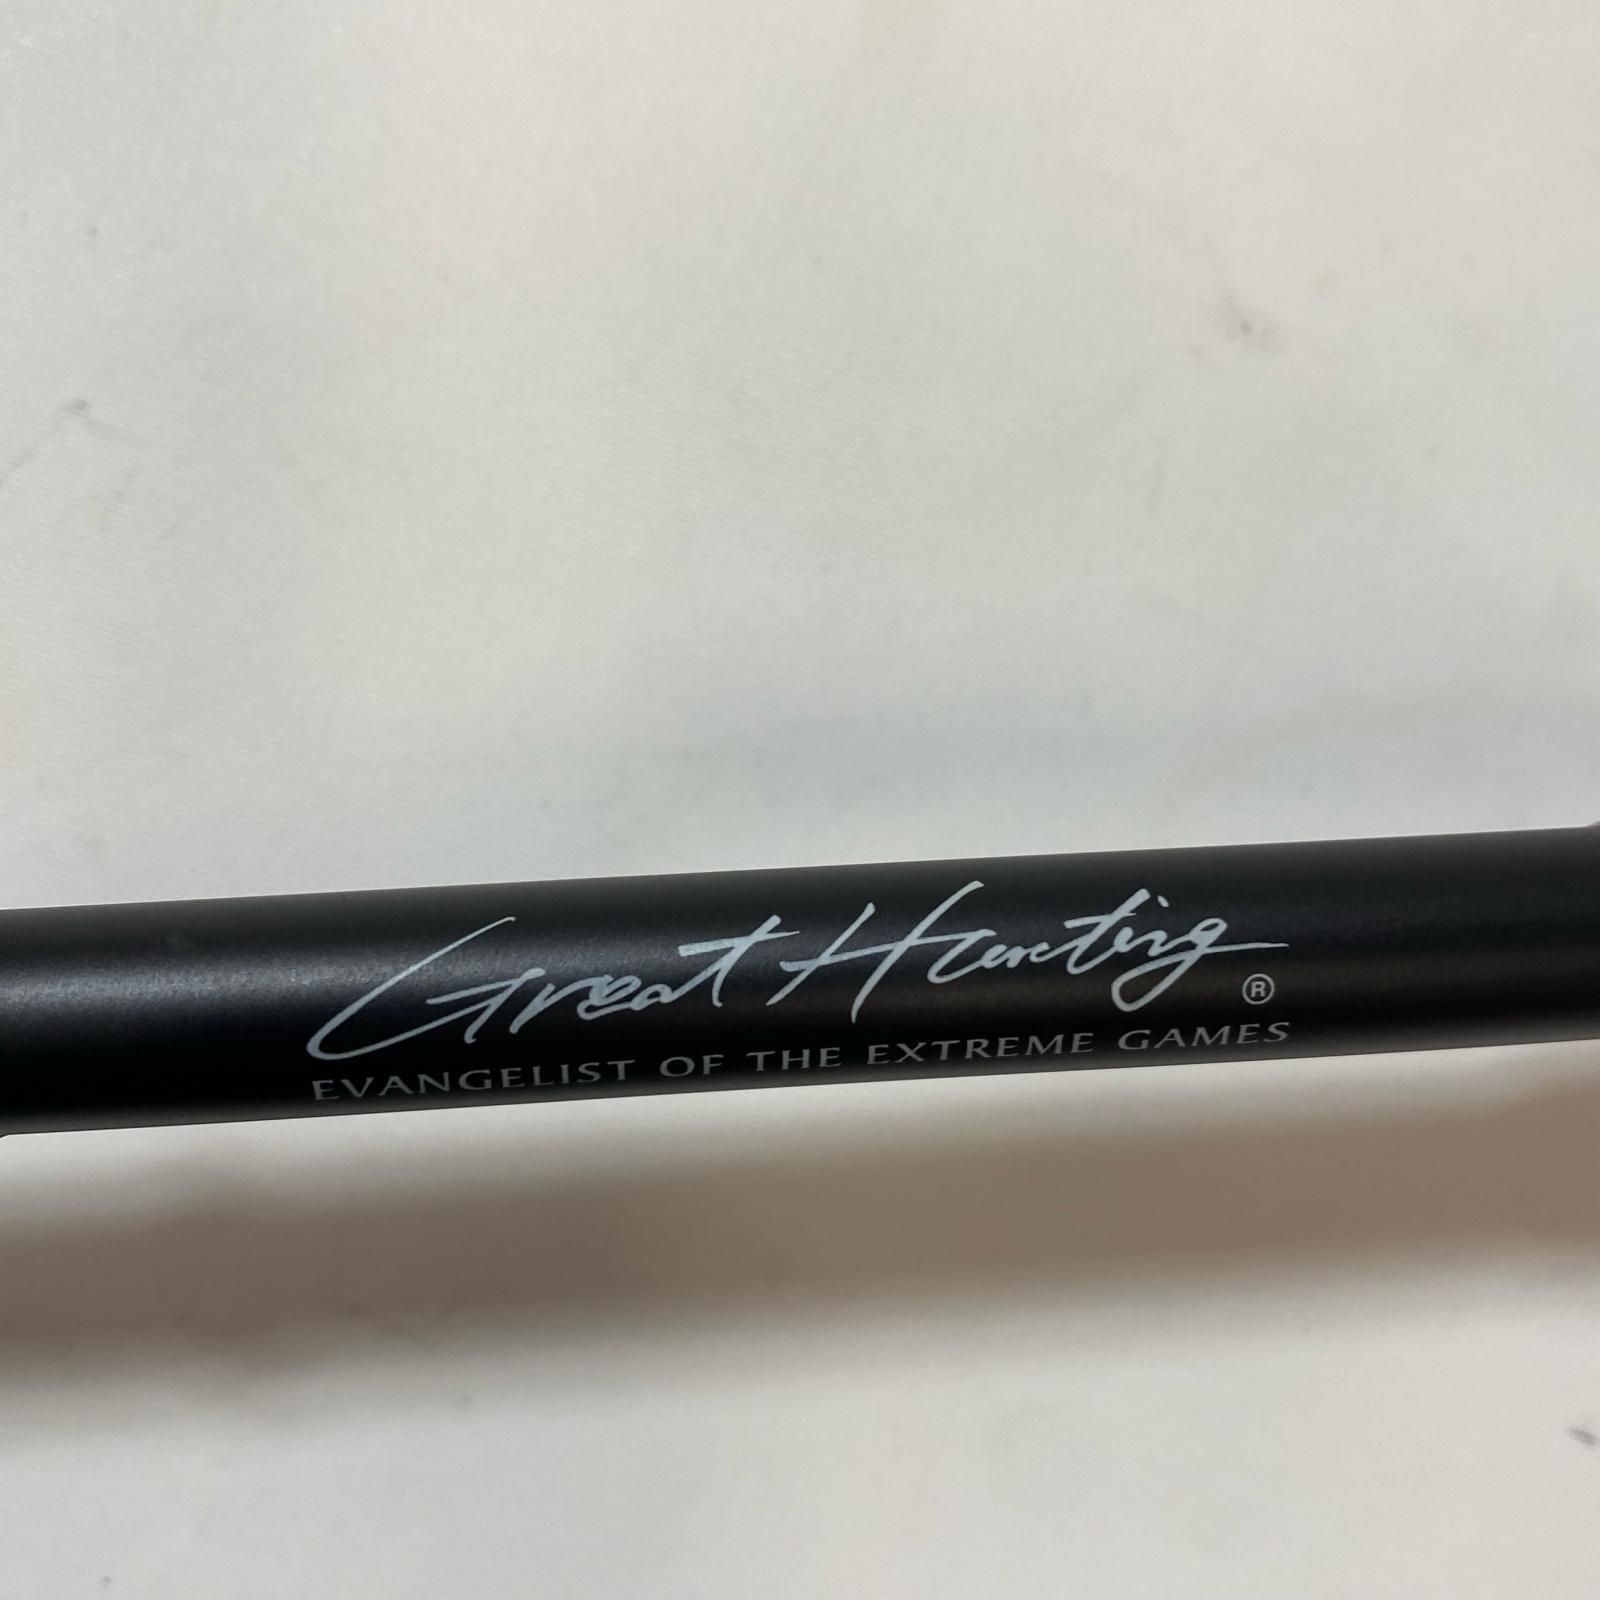 Great Hunting
®
EVANGELIST OF THE EXTREME GAMES